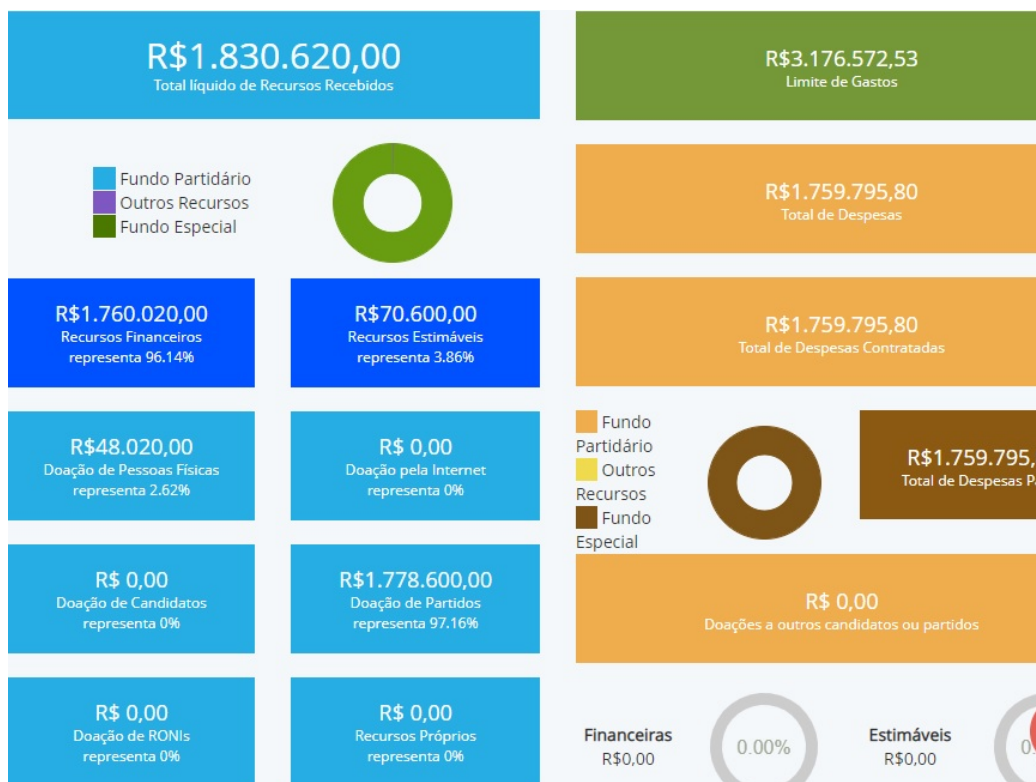 R$1.830.620,00
Total líquido de Recursos Recebidos
Fundo Partidário
Outros Recursos
Fundo Especial
R$1.760.020,00
Recursos Financeiros
representa 96.14%
R$70.600,00
Recursos Estimáveis
representa 3.86%
R$48.020,00
Doação de Pessoas Físicas
representa 2.62%
R$ 0,00
Doação pela Internet
representa 0%
R$ 0,00
Doação de Candidatos
representa 0%
R$1.778.600,00
Doação de Partidos
representa 97.16%
R$ 0,00
Doação de RONIs
representa 0%
R$ 0,00
Recursos Próprios
representa 0%
R$3.176.572,53
Limite de Gastos
R$1.759.795,80
Total de Despesas
R$1.759.795,80
Total de Despesas Contratadas
Fundo
Partidário
Outros
Recursos
Fundo
Especial
R$1.759.795,
Total de Despesas
R$ 0,00
Doações a outros candidatos ou partidos
Financeiras
R$0,00
0.00%
Estimáveis
R$0,00